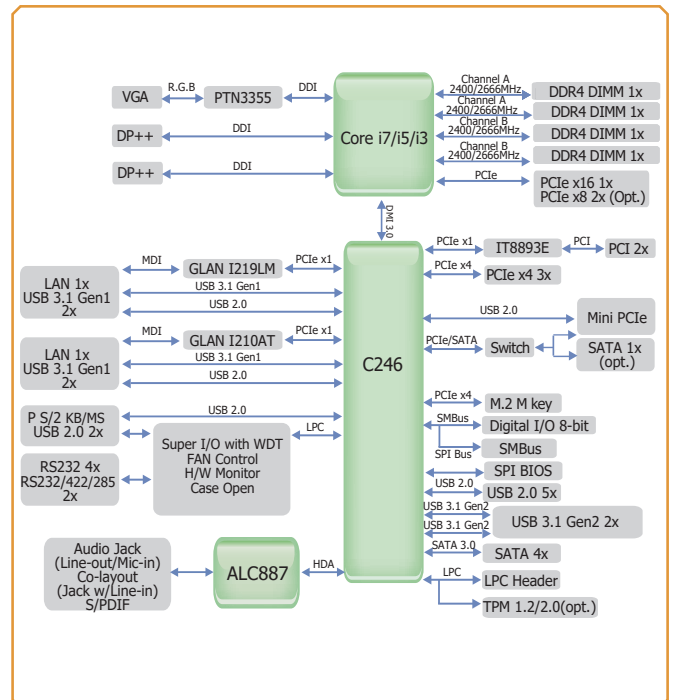 VGA
R.G.B
PTN3355
DDI
DP++
DDI
DP++
DDI
Core i7/i5/i3
Channel A
2400/2666MHz
DDR4 DIMM 1x
Channel A
2400/2666MHz
DDR4 DIMM 1x
Channel B
2400/2666MHz
DDR4 DIMM 1x
Channel B
2400/2666MHz
DDR4 DIMM 1x
PCIe
PCIe x16 1x
PCIe x8 2x (Opt.)
DMI 3.0
LAN 1x
USB 3.1 Gen1
2x
MDI
GLAN I219LM
PCIe x1
USB 3.1 Gen1
USB 2.0
LAN 1x
USB 3.1 Gen1
2x
MDI
GLAN I210AT
PCIe x1
USB 3.1 Gen1
USB 2.0
P S/2 KB/MS
USB 2.0 2x
USB 2.0
LPC
Super I/O with WDT
FAN Control
H/W Monitor
Case Open
RS232 4x
RS232/422/285
2x
Audio Jack
(Line-out/Mic-in)
Co-layout
(Jack w/Line-in)
S/PDIF
ALC887
HDA
C246
PCIe x1
IT8893E
PCI
PCI 2x
PCIe x4
PCIe x4 3x
USB 2.0
Mini PCIe
PCIe/SATA
Switch
SATA 1x
(opt.)
PCIe x4
M.2 M key
SMBus
Digital I/O 8-bit
SMBus
SPI Bus
SPI BIOS
USB 2.0
USB 2.0 5x
USB 3.1 Gen2
USB 3.1 Gen2
USB 3.1 Gen2 2x
SATA 3.0
SATA 4x
LPC
LPC Header
TPM 1.2/2.0(opt.)